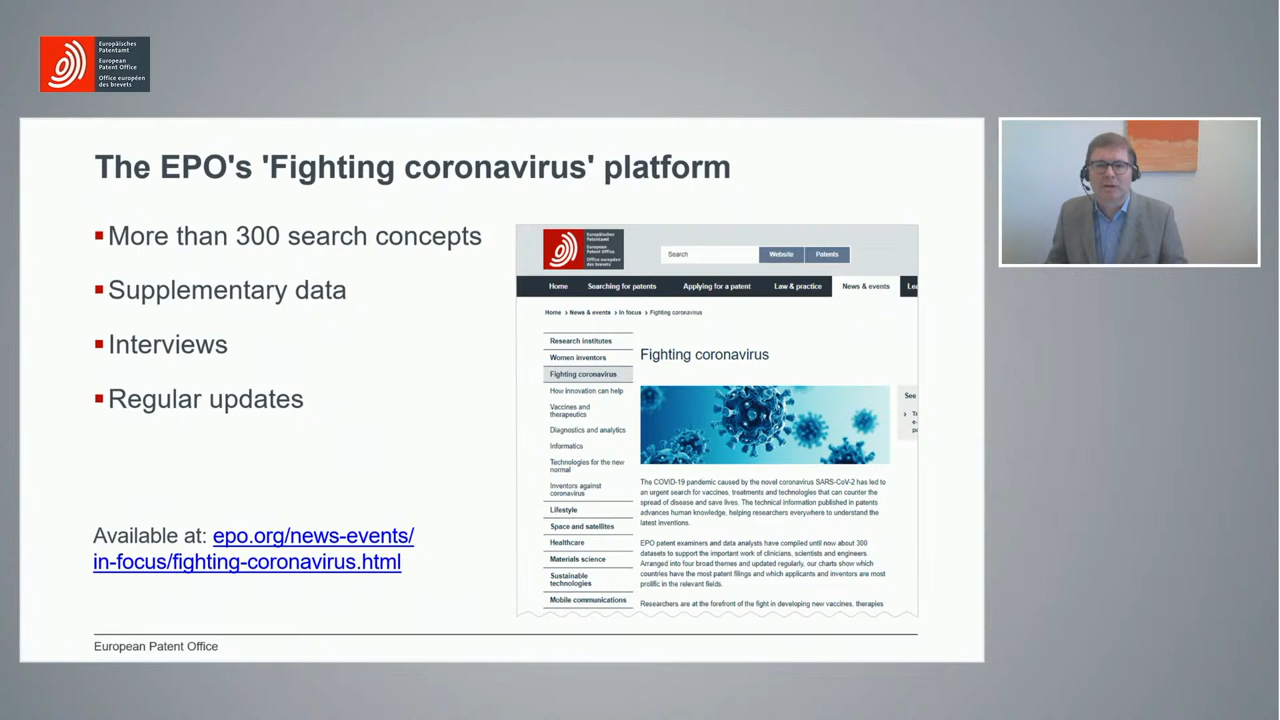 Europäisches
Patentamt
European
Patent Office
Office européen
des brevets
The EPO's 'Fighting coronavirus' platform
More than 300 search concepts
Supplementary data
Interviews
Regular updates
Available at: epo.org/news-events/
in-focus/fighting-coronavirus.html
Europäisches
Patentamt
European
Patent Office
Office européen
des brevets
Search
Website
Patents
Home
Searching for patents
Applying for a patent
Law & practice
News & events
Home
News & events
In focus
Fighting coronavirus
Research institutes
Women inventors
Fighting coronavirus
How innovation can help
Vaccines and
therapeutics
Diagnostics and analytics
Informatics
Technologies for the new
normal
Inventors against
coronavirus
Lifestyle
Space and satellites
Healthcare
Materials science
Sustainable
technologies
Mobile communications
Fighting coronavirus
See
The COVID-19 pandemic caused by the novel coronavirus SARS-CoV-2 has led to
an urgent search for vaccines, treatments and technologies that can counter the
spread of disease and save lives. The technical information published in patents
advances human knowledge, helping researchers everywhere to understand the
latest inventions.
EPO patent examiners and data analysts have compiled until now about 300
datasets to support the important work of clinicians, scientists and engineers.
Arranged into four broad themes and updated regularly, our charts show which
countries have the most patent filings and which applicants and inventors are most
prolific in the relevant fields.
Researchers are at the forefront of the fight in developing new vaccines, therapies
European Patent Office